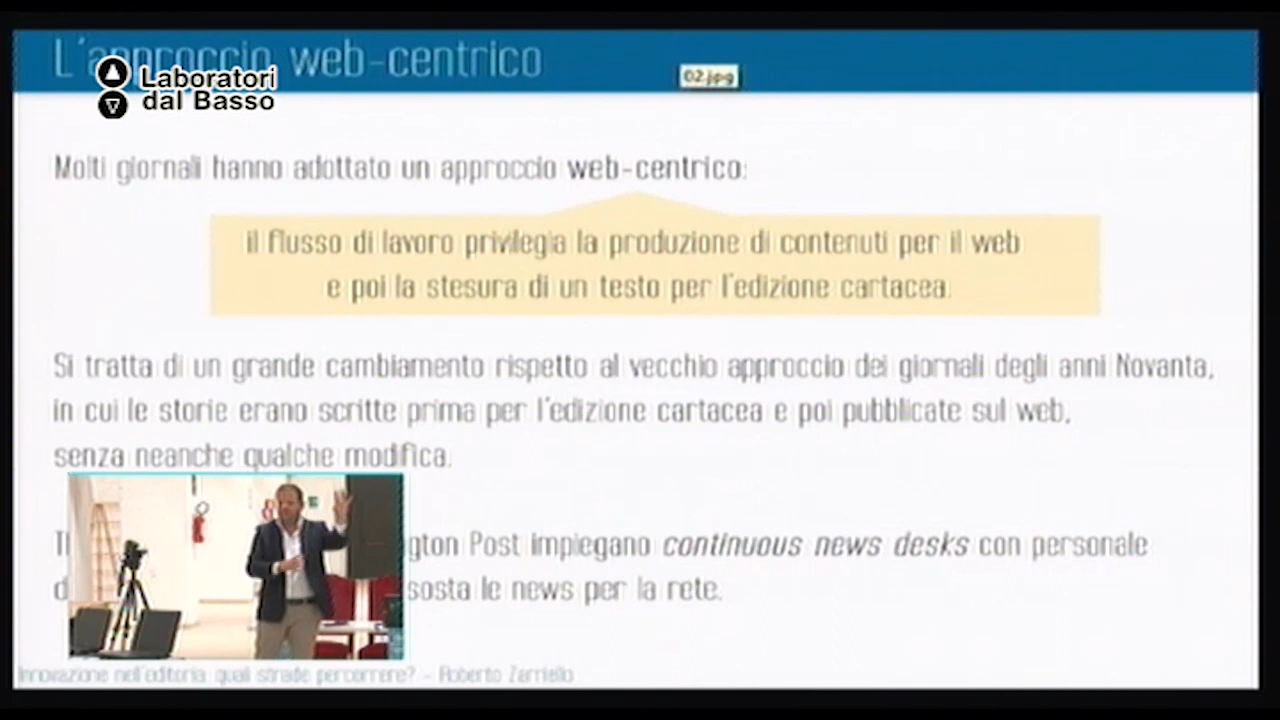 L'approccio web-centrico
Laboratori
dal Basso
02.jpg
Molti giornali hanno adottato un approccio web-centrico:
il flusso di lavoro privilegia la produzione di contenuti per il web
e poi la stesura di un testo per l'edizione cartacea.
Si tratta di un grande cambiamento rispetto al vecchio approccio dei giornali degli anni Novanta,
in cui le storie erano scritte prima per l'edizione cartacea e poi pubblicate sul web,
senza neanche qualche modifica.
gton Post impiegano continuous news desks con personale
sosta le news per la rete.
Innovazione nell'editoria: quali strade percorrere? - Roberto Zarriello